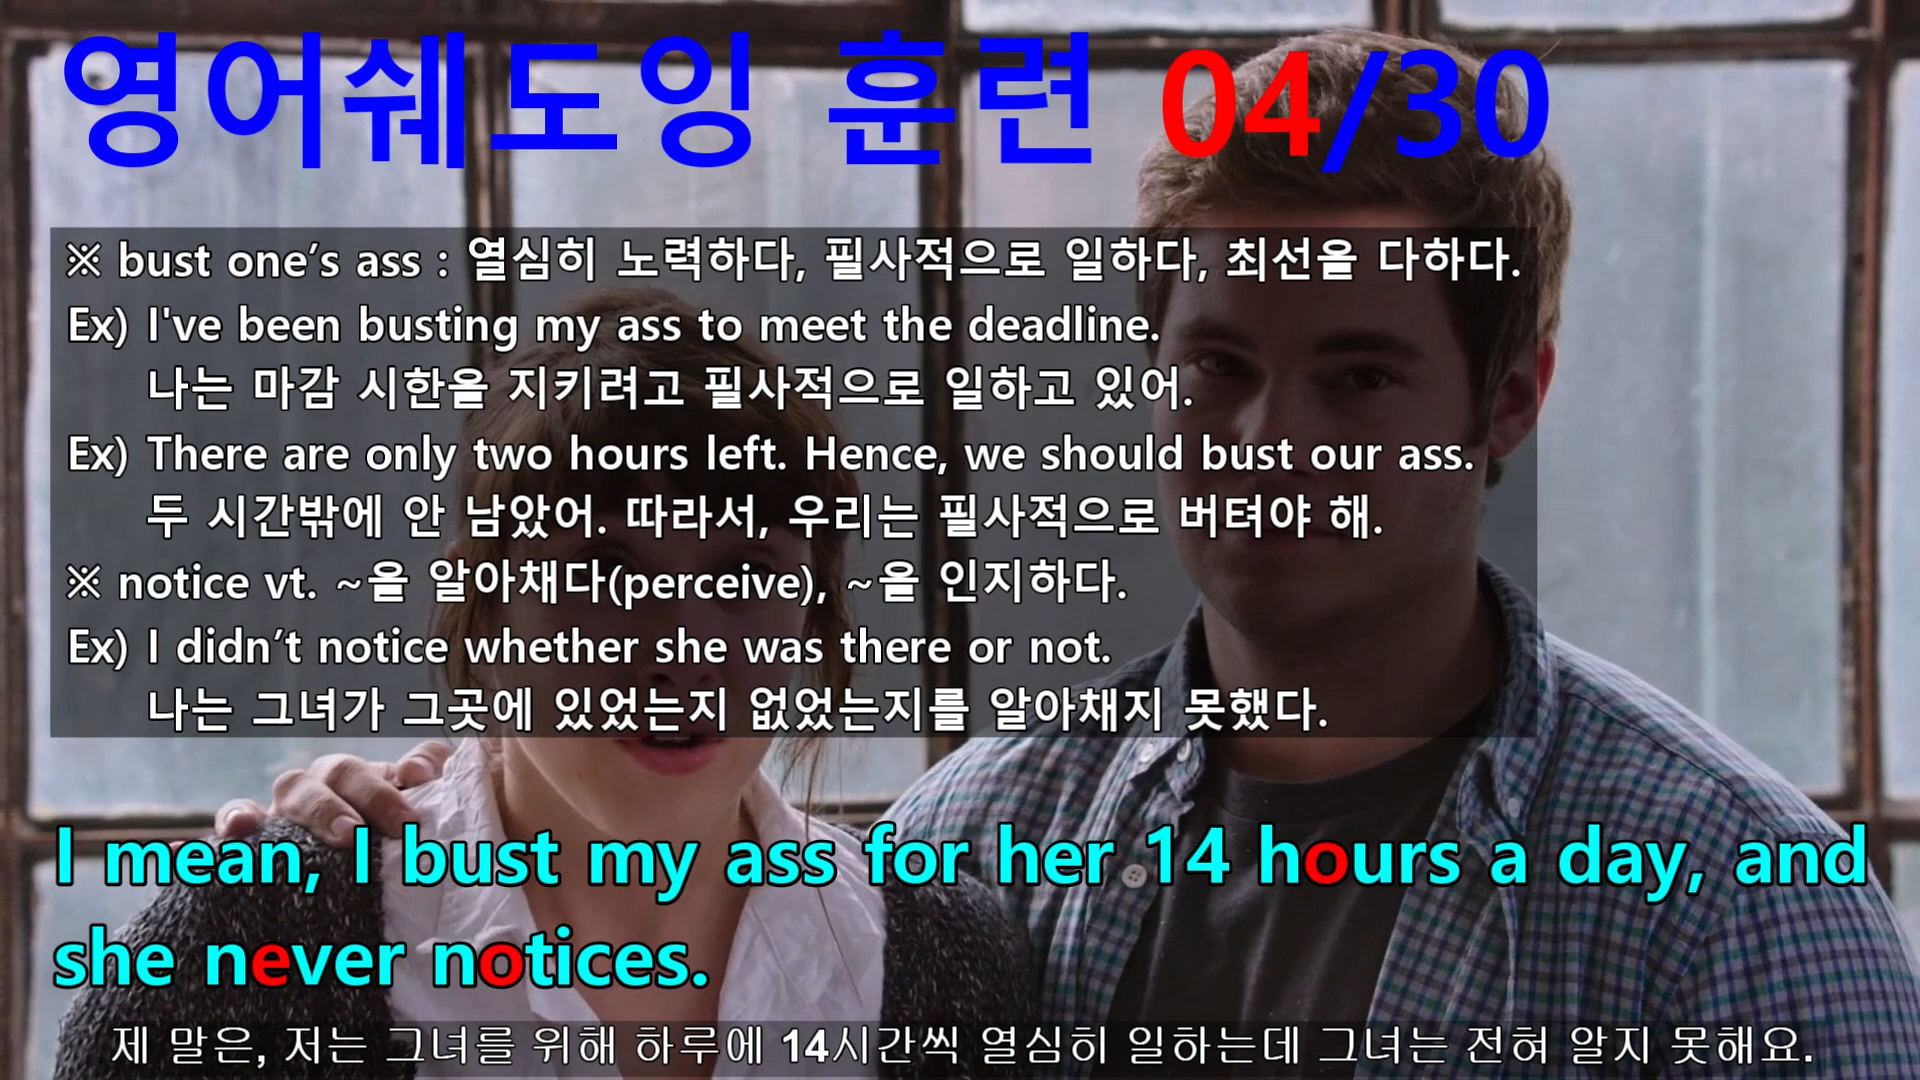 영어쉐도잉 훈련 04/30
※ bust one’s ass : 열심히 노력하다, 필사적으로 일하다, 최선을 다하다.
Ex) I've been busting my ass to meet the deadline.
나는 마감 시한을 지키려고 필사적으로 일하고 있어.
Ex) There are only two hours left. Hence, we should bust our ass.
두 시간밖에 안 남았어. 따라서, 우리는 필사적으로 버텨야 해.
※ notice vt. ~을 알아채다(perceive), ~을 인지하다.
Ex) I didn’t notice whether she was there or not.
나는 그녀가 그곳에 있었는지 없었는지를 알아채지 못했다.
I mean, I bust my ass for her 14 hours a day, and
she never notices.
제 말은, 저는 그녀를 위해 하루에 14시간씩 열심히 일하는데 그녀는 전혀 알지 못해요.